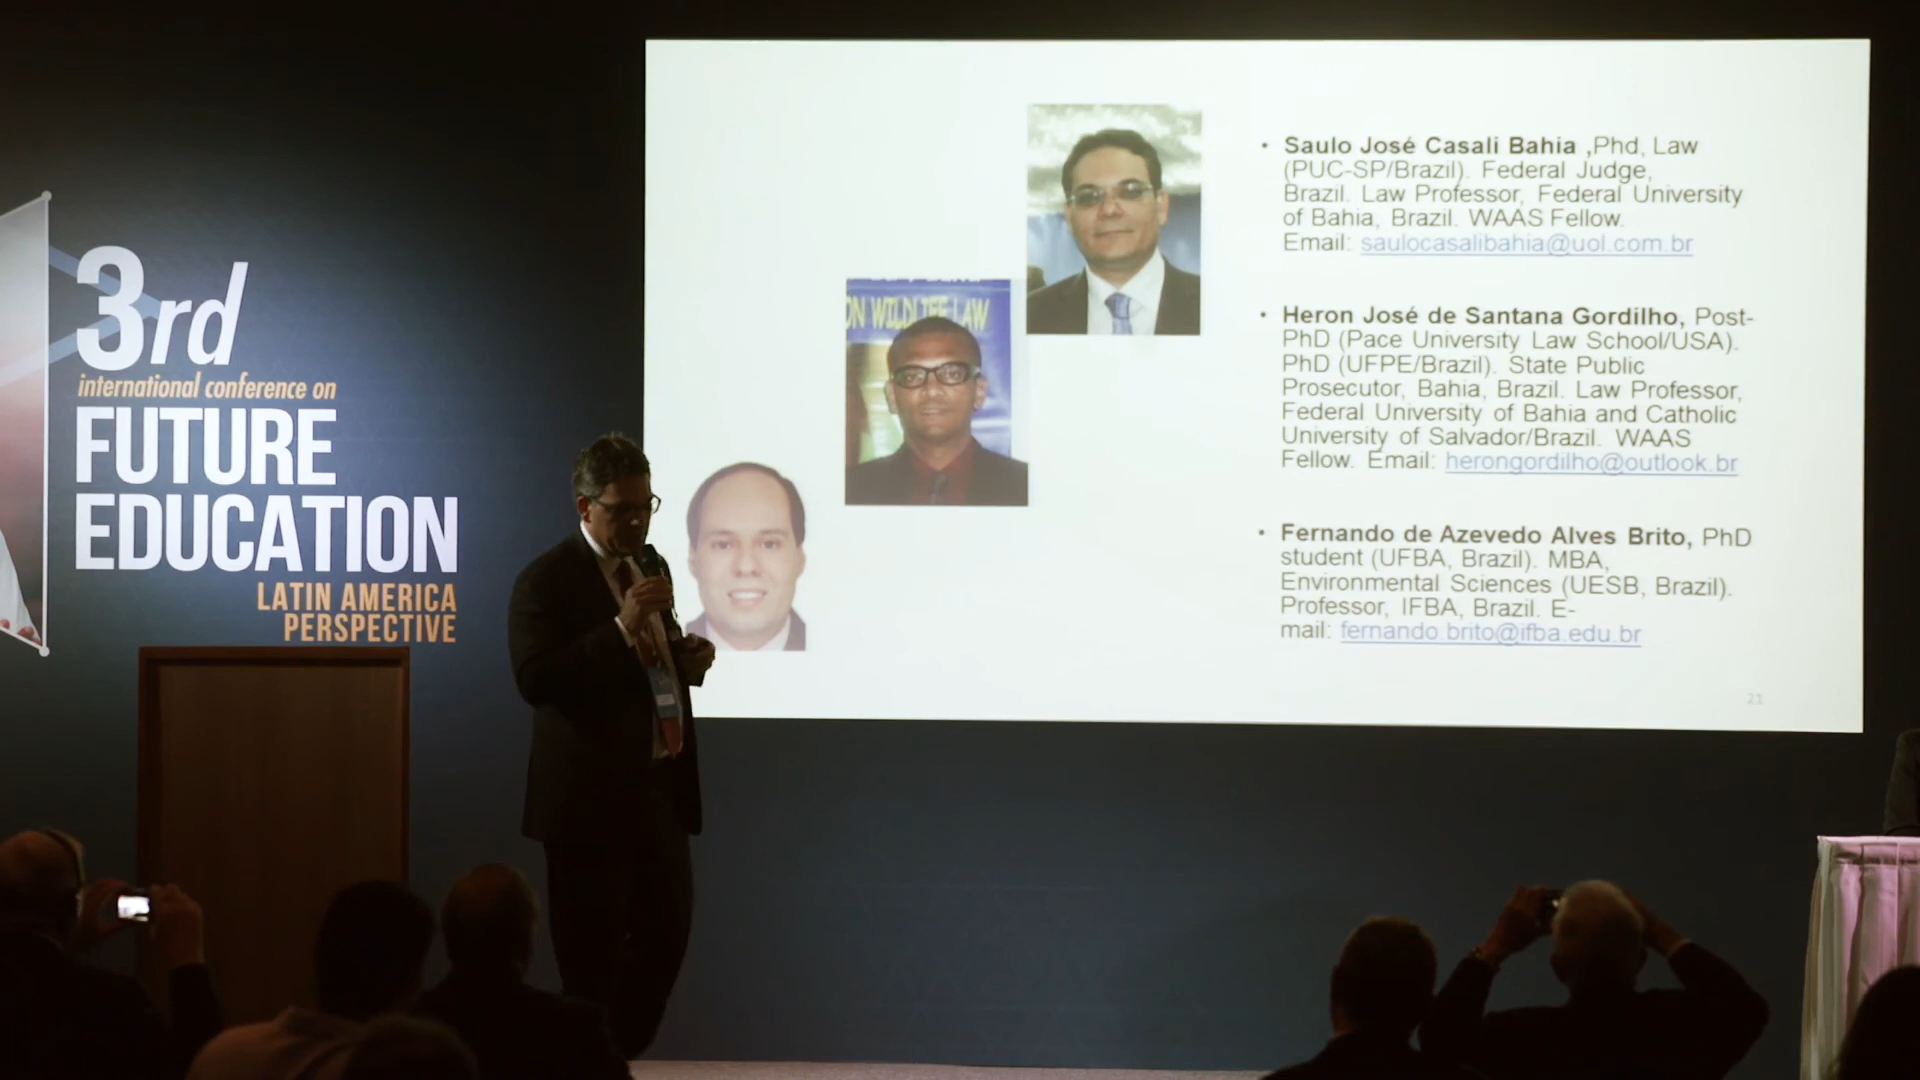 3rd
international conference on
FUTURE
EDUCATION
LATIN AMERICA
PERSPECTIVE
ON WILDLIFE LAW
• Saulo José Casali Bahia ,Phd, Law
(PUC-SP/Brazil). Federal Judge,
Brazil. Law Professor, Federal University
of Bahia, Brazil. WAAS Fellow.
Email: saulocasalibahia@uol.com.br
• Heron José de Santana Gordilho, Post-
PhD (Pace University Law School/USA).
PhD (UFPE/Brazil). State Public
Prosecutor, Bahia, Brazil. Law Professor,
Federal University of Bahia and Catholic
University of Salvador/Brazil. WAAS
Fellow. Email: herongordilho@outlook.br
• Fernando de Azevedo Alves Brito, PhD
student (UFBA, Brazil). MBA,
Environmental Sciences (UESB, Brazil).
Professor, IFBA, Brazil. E-
mail: fernando.brito@ifba.edu.br
21